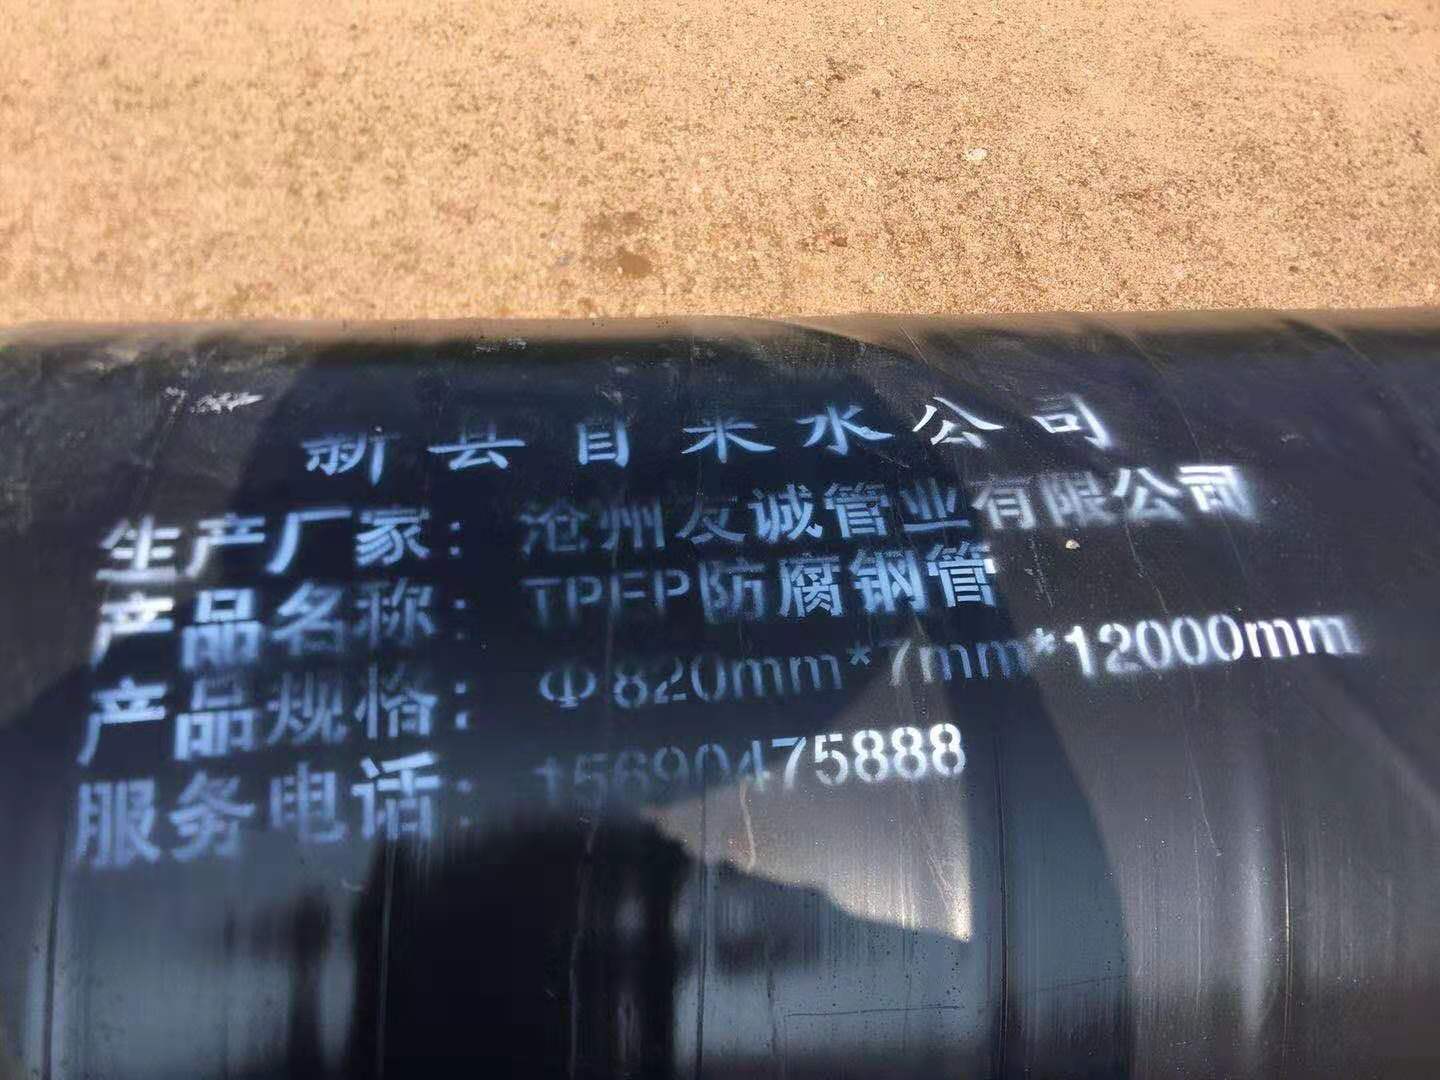 新县自来水公司
生产厂家：沧州友诚管业有限公司
产品名称：TPEP防腐钢管
产品规格：Φ820mm*7mm*12000mm
服务电话：15690475888